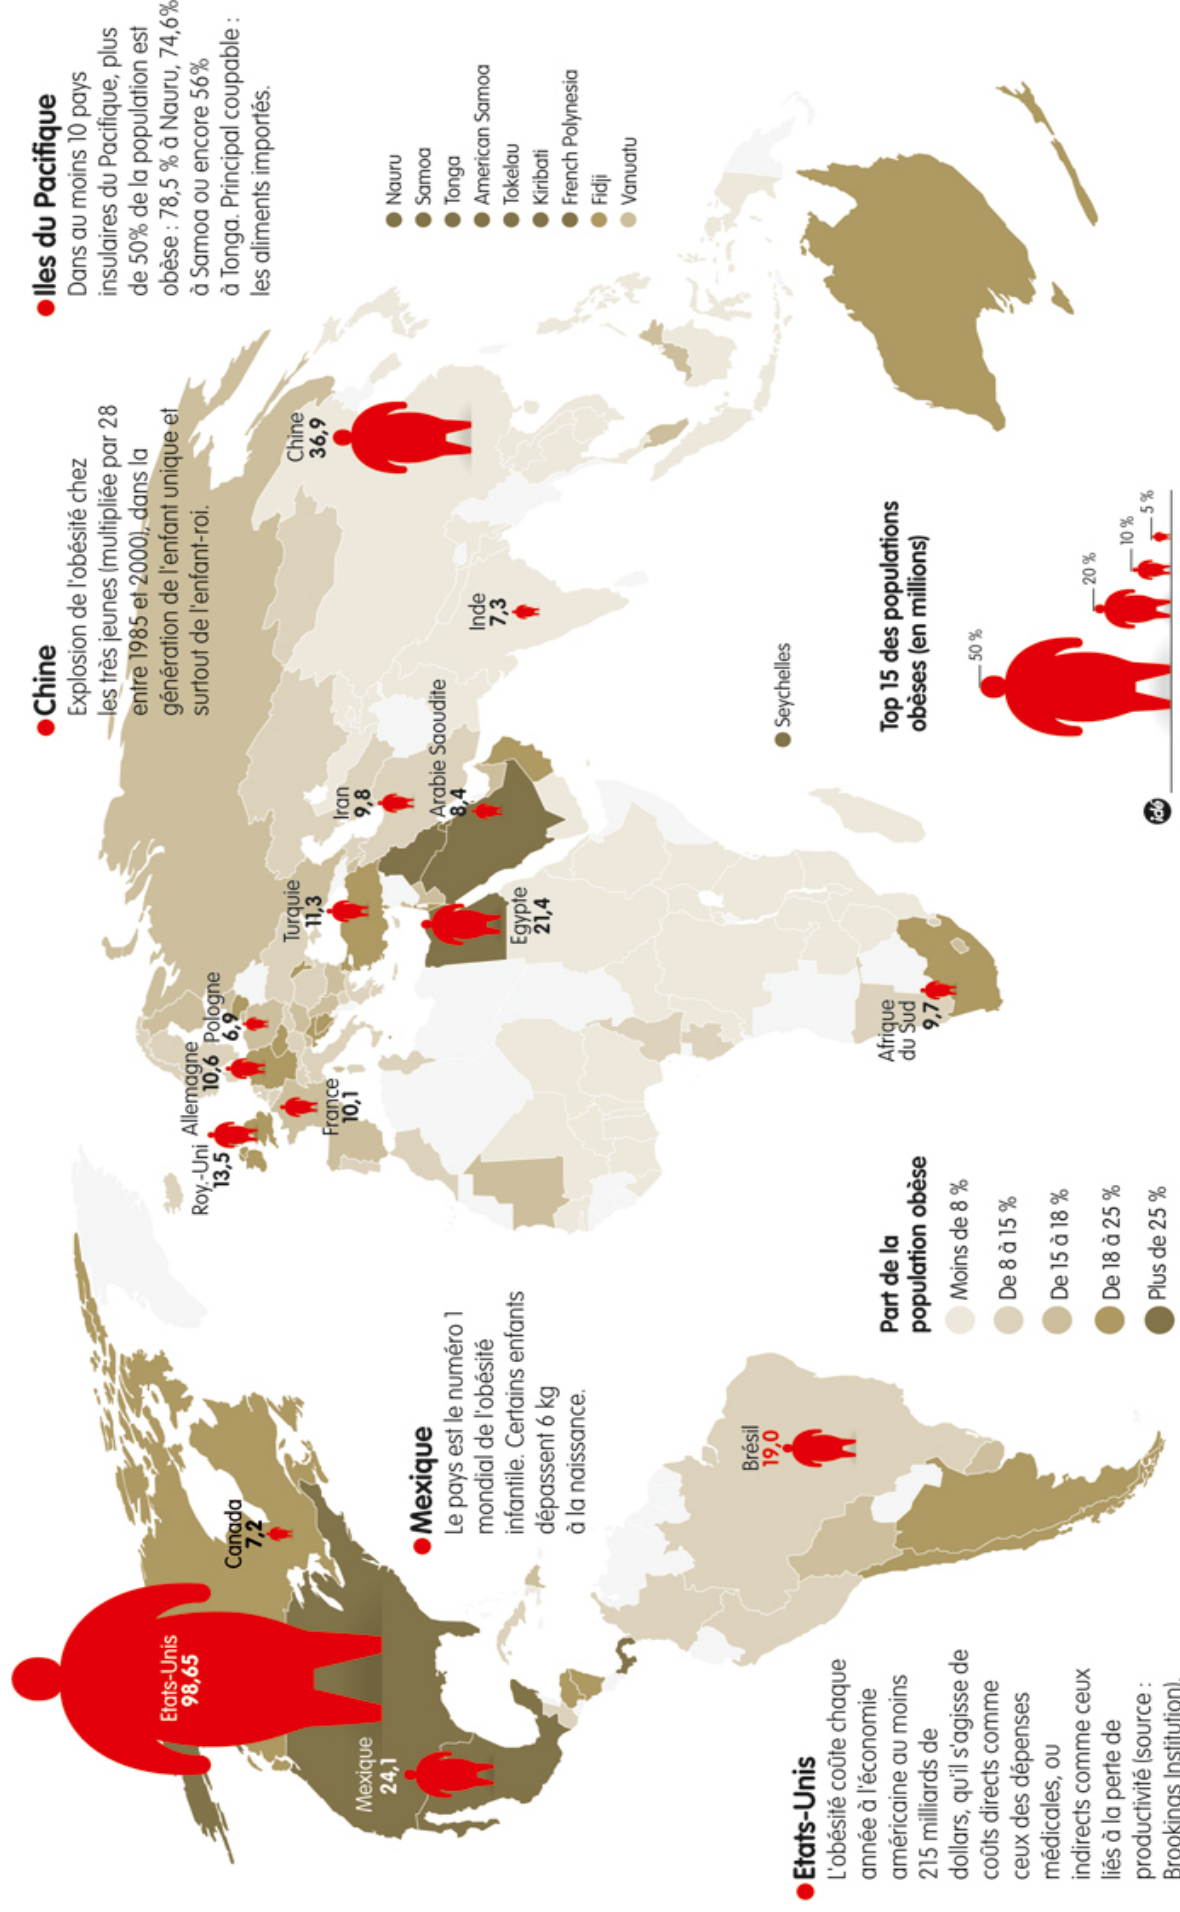 ● Iles du Pacifique
Dans au moins 10 pays
insulaires du Pacifique, plus
de 50% de la population est
obèse : 78,5 % à Nauru, 74,6%
à Samoa ou encore 56%
à Tonga. Principal coupable :
les aliments importés.
Nauru
Samoa
Tonga
American Samoa
Tokelau
Kiribati
French Polynesia
Fidji
Vanuatu
● Chine
Explosion de l'obésité chez
les très jeunes (multipliée par 28
entre 1985 et 2000), dans la
génération de l'enfant unique et
surtout de l'enfant-roi.
Chine
36,9
Inde
7,3
Iran
9,8
Arabie Saoudite
8,4
Turquie
11,3
Egypte
21,4
Pologne
6,9
Allemagne
10,6
Roy.-Uni
13,5
France
10,1
Afrique
du Sud
9,7
Seychelles
Canada
7,2
Etats-Unis
98,65
Mexique
24,1
● Mexique
Le pays est le numéro 1
mondial de l'obésité
infantile. Certains enfants
dépassent 6 kg
à la naissance.
Brésil
19,0
● Etats-Unis
L'obésité coûte chaque
année à l'économie
américaine au moins
215 milliards de
dollars, qu'il s'agisse de
coûts directs comme
ceux des dépenses
médicales, ou
indirects comme ceux
liés à la perte de
productivité (source :
Brookings Institution).
Part de la
population obèse
Moins de 8 %
De 8 à 15 %
De 15 à 18 %
De 18 à 25 %
Plus de 25 %
Top 15 des populations
obèses (en millions)
50 %
20 %
10 %
5 %
idé